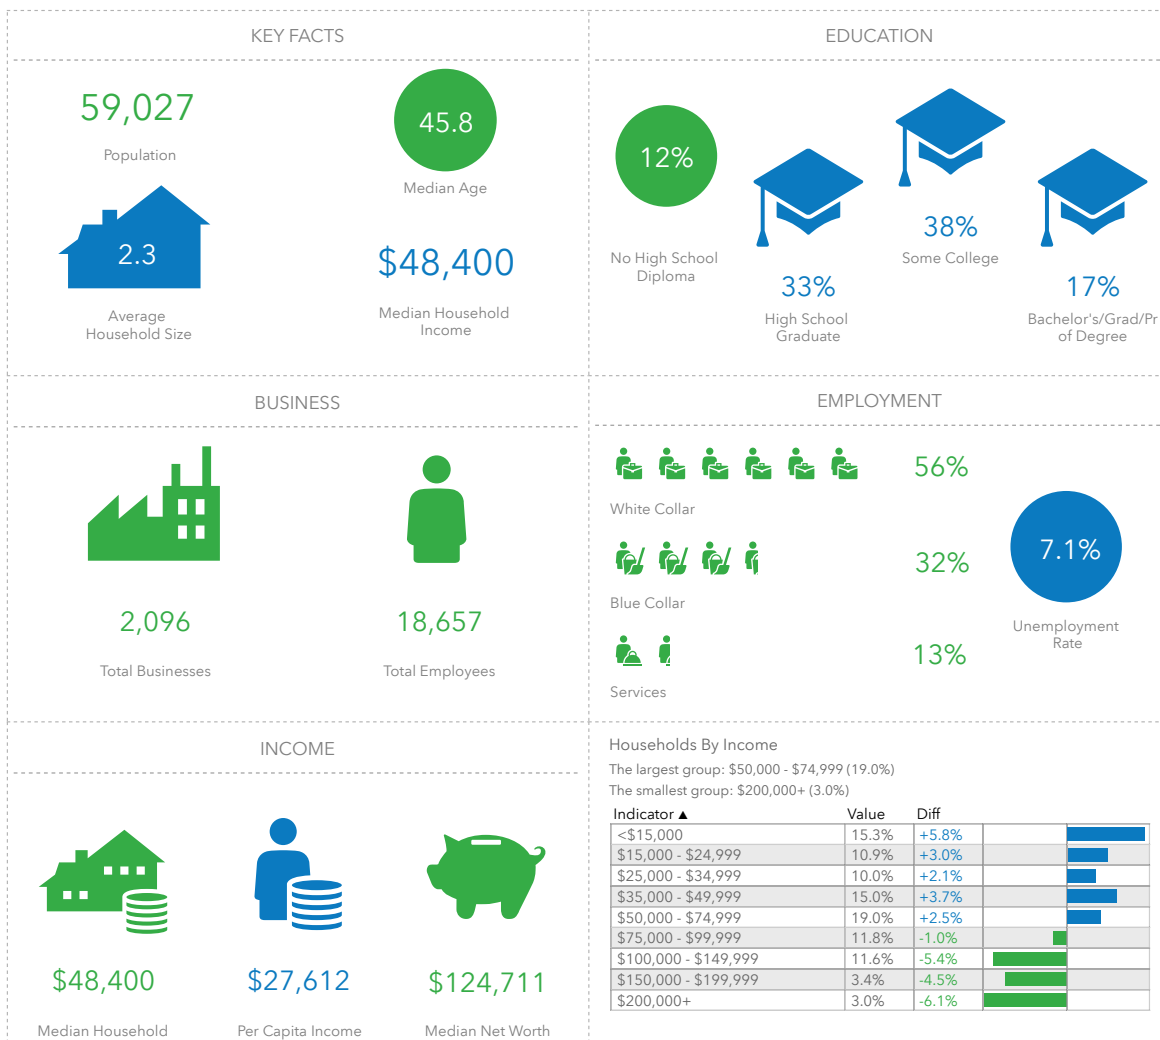 KEY FACTS
59,027
Population
45.8
Median Age
2.3
Average
Household Size
$48,400
Median Household
Income
EDUCATION
12%
No High School
Diploma
33%
High School
Graduate
38%
Some College
17%
Bachelor's/Grad/Pr
of Degree
BUSINESS
2,096
Total Businesses
18,657
Total Employees
EMPLOYMENT
56%
White Collar
32%
Blue Collar
13%
Services
7.1%
Unemployment
Rate
INCOME
$48,400
Median Household
$27,612
Per Capita Income
$124,711
Median Net Worth
Households By Income
The largest group: $50,000 - $74,999 (19.0%)
The smallest group: $200,000+ (3.0%)
Indicator ▲ Value Diff
<$15,000 15.3% +5.8%
$15,000 - $24,999 10.9% +3.0%
$25,000 - $34,999 10.0% +2.1%
$35,000 - $49,999 15.0% +3.7%
$50,000 - $74,999 19.0% +2.5%
$75,000 - $99,999 11.8% -1.0%
$100,000 - $149,999 11.6% -5.4%
$150,000 - $199,999 3.4% -4.5%
$200,000+ 3.0% -6.1%